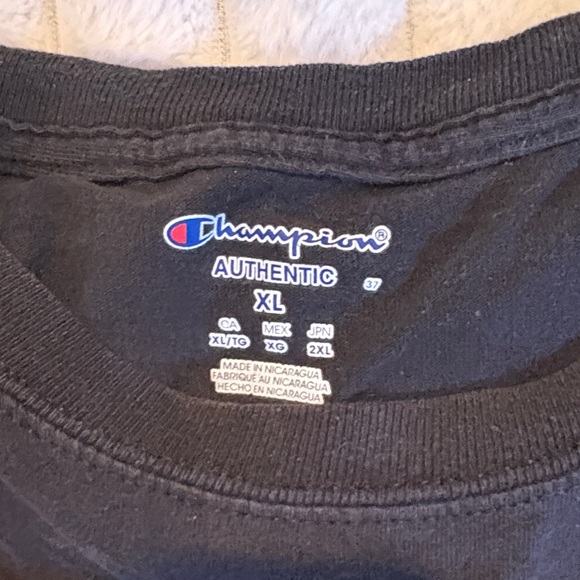 Champion®
AUTHENTIC 37
XL
CA MEX JPN
XL/TG XG 2XL
MADE IN NICARAGUA
FABRIQUÉ AU NICARAGUA
HECHO EN NICARAGUA